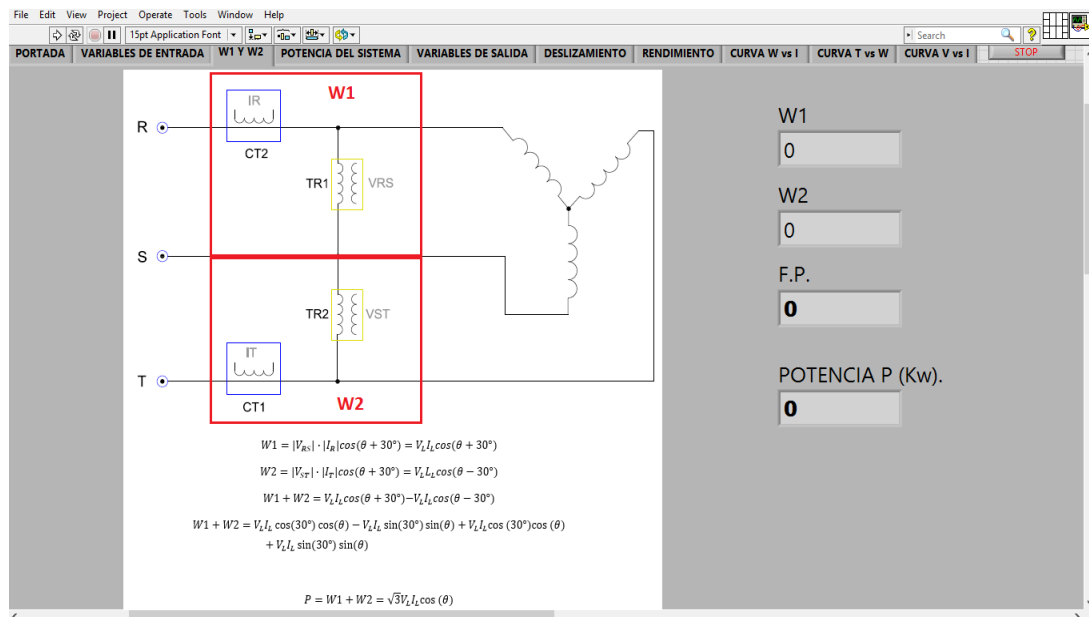 File Edit View Project Operate Tools Window Help
15pt Application Font Search ?
PORTADA VARIABLES DE ENTRADA W1 Y W2 POTENCIA DEL SISTEMA VARIABLES DE SALIDA DESLIZAMIENTO RENDIMIENTO CURVA W vs I CURVA T vs W CURVA V vs I STOP
W1
IR
R
CT2
TR1 VRS
S
TR2 VST
IT
T
CT1
W2
W1 = |V_RS| · |I_R|cos(θ + 30°) = V_L I_L cos(θ + 30°)
W2 = |V_ST| · |I_T|cos(θ + 30°) = V_L L_L cos(θ − 30°)
W1 + W2 = V_L I_L cos(θ + 30°)−V_L I_L cos(θ − 30°)
W1 + W2 = V_L I_L cos(30°) cos(θ) − V_L I_L sin(30°) sin(θ) + V_L I_L cos (30°)cos (θ)
+ V_L I_L sin(30°) sin(θ)
P = W1 + W2 = √3V_L I_L cos (θ)
W1
0
W2
0
F.P.
0
POTENCIA P (Kw).
0